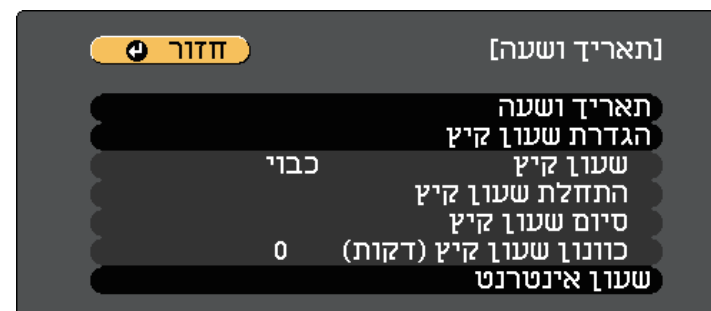 [תאריך ושעה] חזור
תאריך ושעה
הגדרת שעון קיץ
שעון קיץ כבוי
התחלת שעון קיץ
סיום שעון קיץ
כוונון שעון קיץ (דקות) 0
שעון אינטרנט